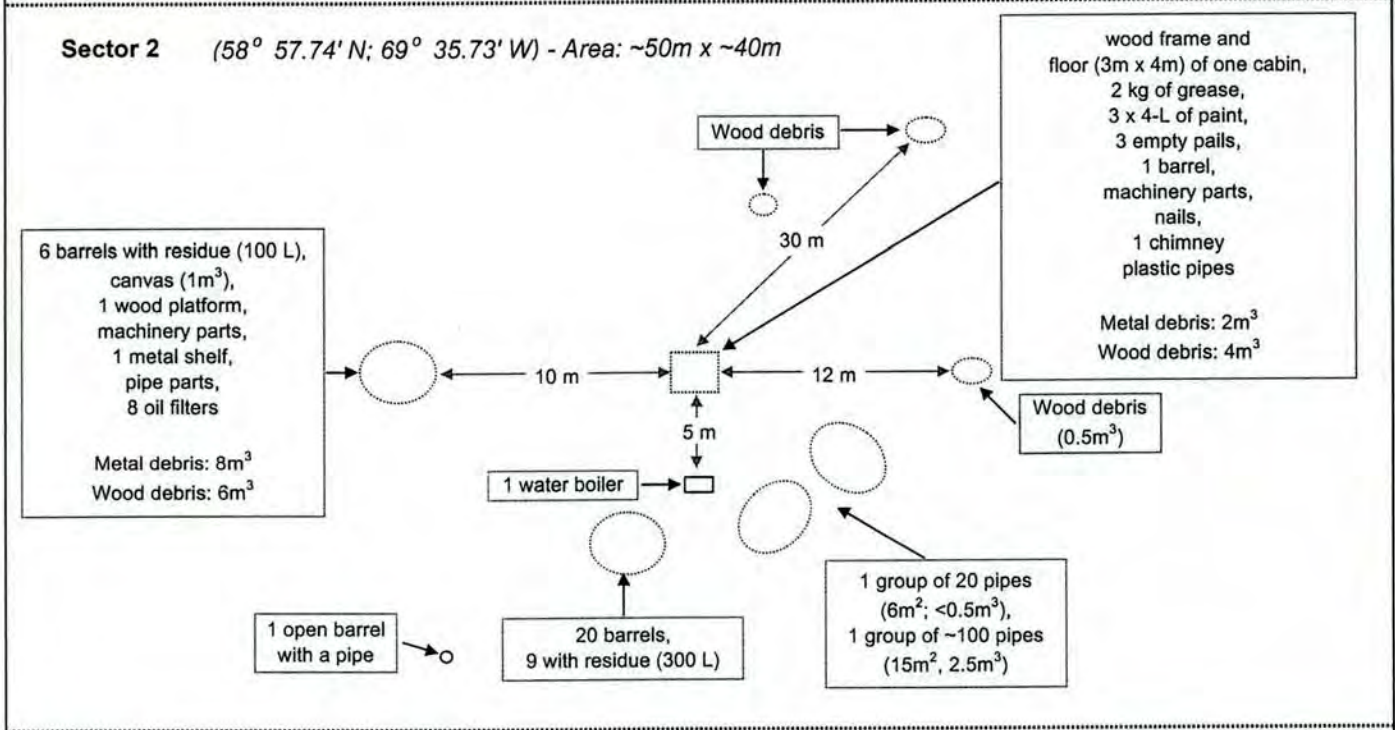 Sector 2 (58° 57.74' N; 69° 35.73' W) - Area: ~50m x ~40m
wood frame and
floor (3m x 4m) of one cabin,
2 kg of grease,
3 x 4-L of paint,
3 empty pails,
1 barrel,
machinery parts,
nails,
1 chimney
plastic pipes
Metal debris: 2m³
Wood debris: 4m³
Wood debris
30 m
6 barrels with residue (100 L),
canvas (1m³),
1 wood platform,
machinery parts,
1 metal shelf,
pipe parts,
8 oil filters
Metal debris: 8m³
Wood debris: 6m³
10 m
12 m
Wood debris
(0.5m³)
5 m
1 water boiler
1 group of 20 pipes
(6m²; <0.5m³),
1 group of ~100 pipes
(15m², 2.5m³)
1 open barrel
with a pipe
20 barrels,
9 with residue (300 L)